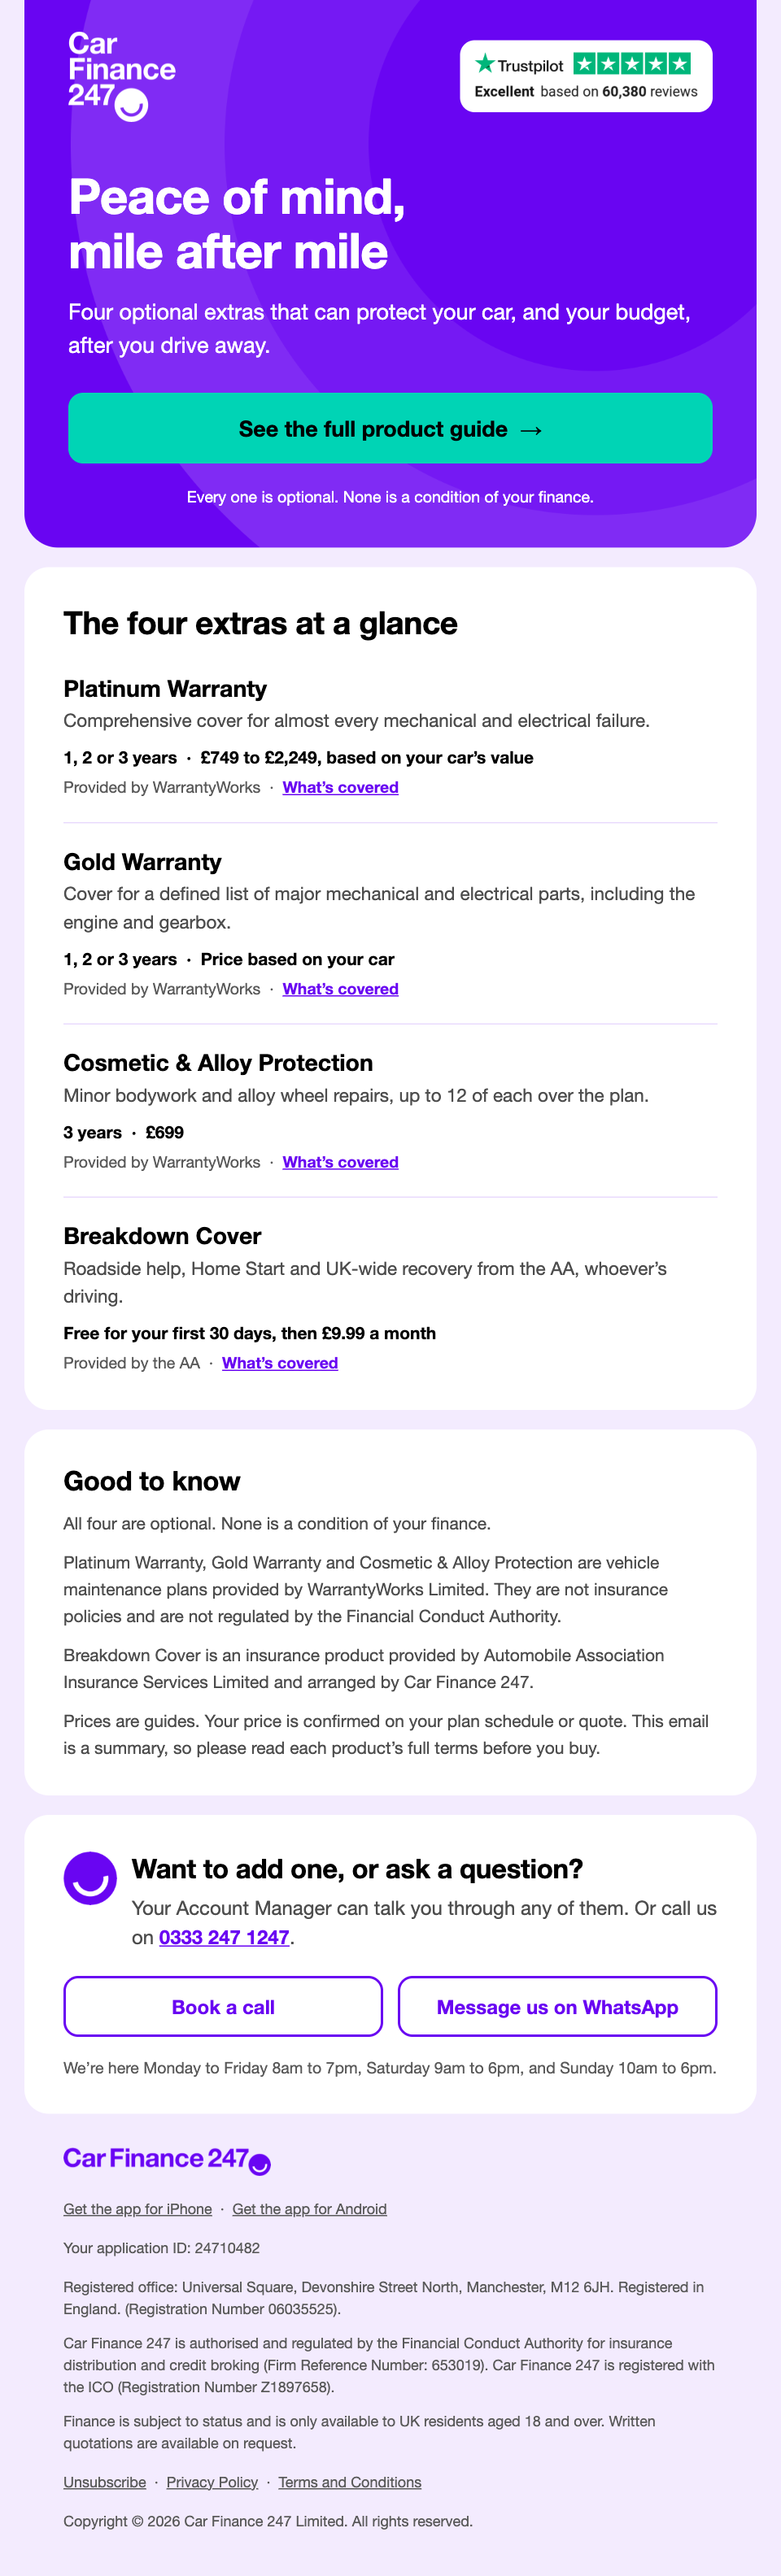 Car
Finance
247
Trustpilot
Excellent based on 60,380 reviews
Peace of mind,
mile after mile
Four optional extras that can protect your car, and your budget,
after you drive away.
See the full product guide →
Every one is optional. None is a condition of your finance.
The four extras at a glance
Platinum Warranty
Comprehensive cover for almost every mechanical and electrical failure.
1, 2 or 3 years · £749 to £2,249, based on your car’s value
Provided by WarrantyWorks · What’s covered
Gold Warranty
Cover for a defined list of major mechanical and electrical parts, including the
engine and gearbox.
1, 2 or 3 years · Price based on your car
Provided by WarrantyWorks · What’s covered
Cosmetic & Alloy Protection
Minor bodywork and alloy wheel repairs, up to 12 of each over the plan.
3 years · £699
Provided by WarrantyWorks · What’s covered
Breakdown Cover
Roadside help, Home Start and UK-wide recovery from the AA, whoever’s
driving.
Free for your first 30 days, then £9.99 a month
Provided by the AA · What’s covered
Good to know
All four are optional. None is a condition of your finance.
Platinum Warranty, Gold Warranty and Cosmetic & Alloy Protection are vehicle
maintenance plans provided by WarrantyWorks Limited. They are not insurance
policies and are not regulated by the Financial Conduct Authority.
Breakdown Cover is an insurance product provided by Automobile Association
Insurance Services Limited and arranged by Car Finance 247.
Prices are guides. Your price is confirmed on your plan schedule or quote. This email
is a summary, so please read each product’s full terms before you buy.
Want to add one, or ask a question?
Your Account Manager can talk you through any of them. Or call us
on 0333 247 1247.
Book a call
Message us on WhatsApp
We’re here Monday to Friday 8am to 7pm, Saturday 9am to 6pm, and Sunday 10am to 6pm.
Car Finance 247
Get the app for iPhone · Get the app for Android
Your application ID: 24710482
Registered office: Universal Square, Devonshire Street North, Manchester, M12 6JH. Registered in
England. (Registration Number 06035525).
Car Finance 247 is authorised and regulated by the Financial Conduct Authority for insurance
distribution and credit broking (Firm Reference Number: 653019). Car Finance 247 is registered with
the ICO (Registration Number Z1897658).
Finance is subject to status and is only available to UK residents aged 18 and over. Written
quotations are available on request.
Unsubscribe · Privacy Policy · Terms and Conditions
Copyright © 2026 Car Finance 247 Limited. All rights reserved.